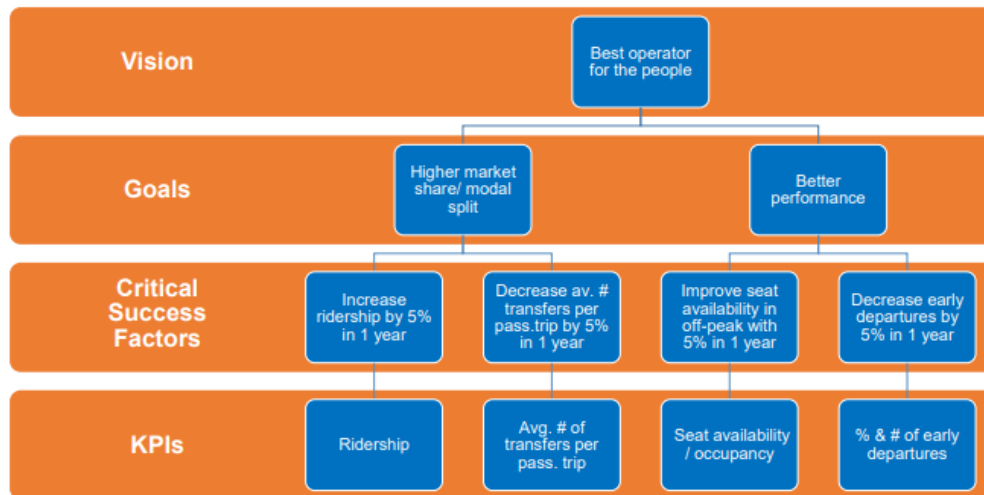 Vision
Best operator
for the people
Goals
Higher market
share/ modal
split
Better
performance
Critical
Success
Factors
Increase
ridership by 5%
in 1 year
Decrease av. #
transfers per
pass.trip by 5%
in 1 year
Improve seat
availability in
off-peak with
5% in 1 year
Decrease early
departures by
5% in 1 year
KPIs
Ridership
Avg. # of
transfers per
pass. trip
Seat availability
/ occupancy
% & # of early
departures